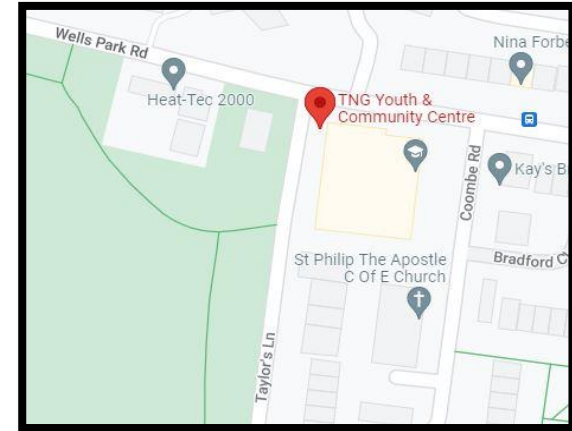 Wells Park Rd
Nina Forbe
Heat-Tec 2000
TNG Youth &
Community Centre
Kay's B
Coombe Rd
St Philip The Apostle
C Of E Church
Bradford C
Taylor's Ln